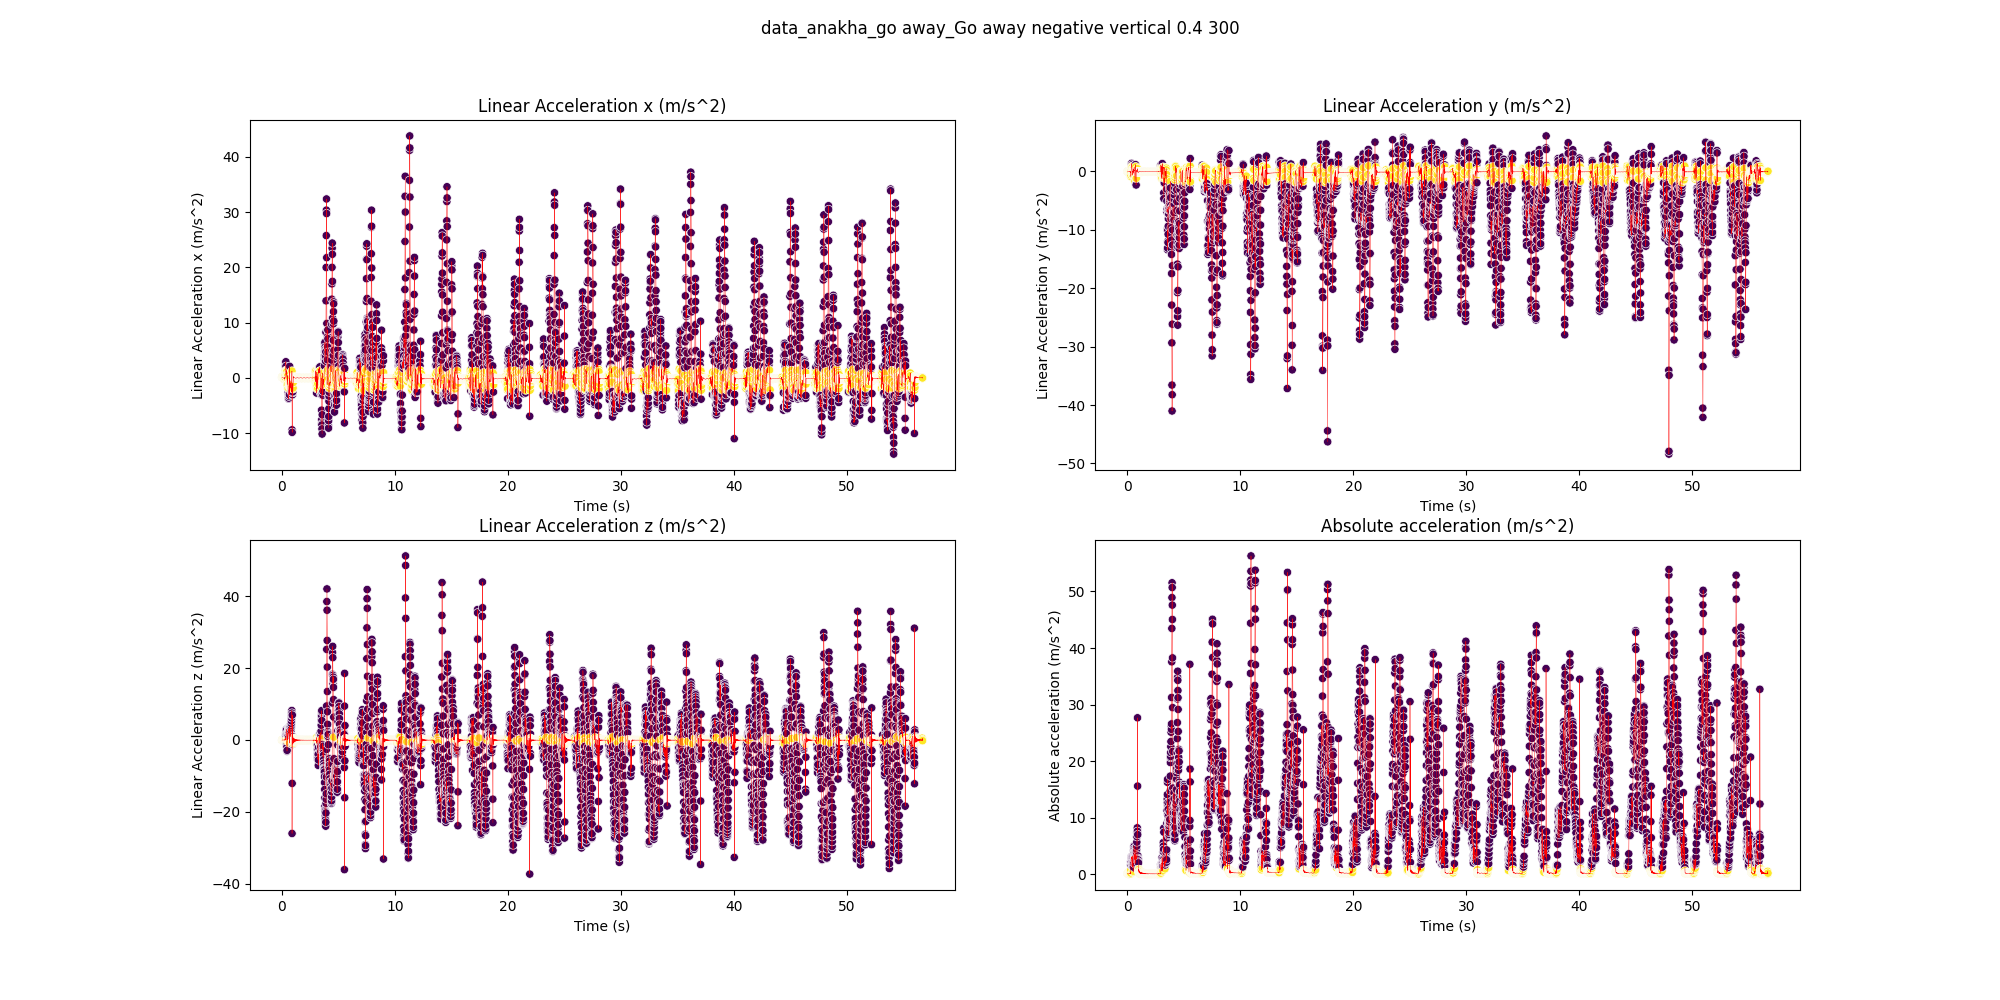 data_anakha_go away_Go away negative vertical 0.4 300
Linear Acceleration x (m/s^2)
Linear Acceleration x (m/s^2)
40
30
20
10
0
−10
0 10 20 30 40 50
Time (s)
Linear Acceleration y (m/s^2)
Linear Acceleration y (m/s^2)
0
−10
−20
−30
−40
−50
0 10 20 30 40 50
Time (s)
Linear Acceleration z (m/s^2)
Linear Acceleration z (m/s^2)
40
20
0
−20
−40
0 10 20 30 40 50
Time (s)
Absolute acceleration (m/s^2)
Absolute acceleration (m/s^2)
50
40
30
20
10
0
0 10 20 30 40 50
Time (s)